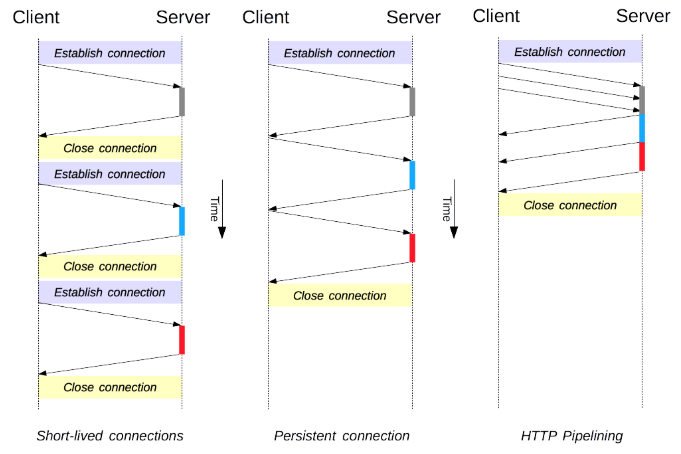 Client Server
Establish connection
Close connection
Establish connection
Close connection
Establish connection
Close connection
Short-lived connections
Time
Client Server
Establish connection
Close connection
Persistent connection
Time
Client Server
Establish connection
Close connection
HTTP Pipelining